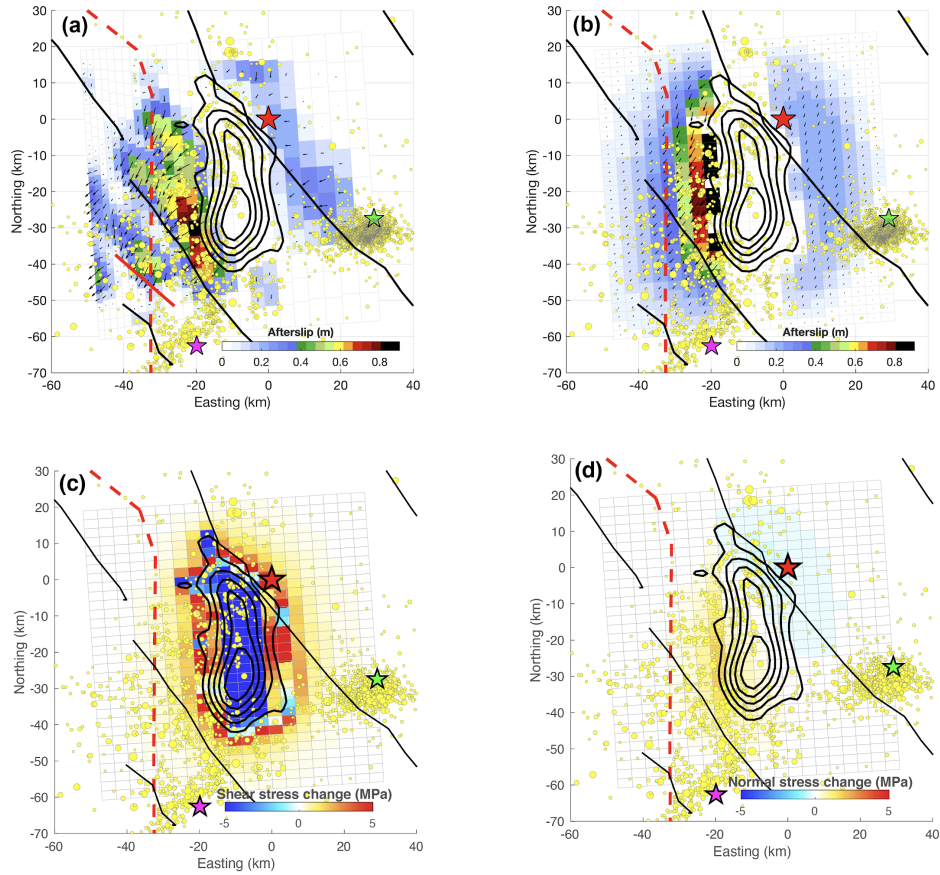 (a)
30
20
10
0
-10
-20
-30
-40
-50
-60
-70
Northing (km)
Afterslip (m)
0 0.2 0.4 0.6 0.8
-60 -40 -20 0 20 40
Easting (km)
(b)
30
20
10
0
-10
-20
-30
-40
-50
-60
-70
Northing (km)
Afterslip (m)
0 0.2 0.4 0.6 0.8
-60 -40 -20 0 20 40
Easting (km)
(c)
30
20
10
0
-10
-20
-30
-40
-50
-60
-70
Northing (km)
Shear stress change (MPa)
-5 0 5
-60 -40 -20 0 20 40
Easting (km)
(d)
30
20
10
0
-10
-20
-30
-40
-50
-60
-70
Northing (km)
Normal stress change (MPa)
-5 0 5
-60 -40 -20 0 20 40
Easting (km)